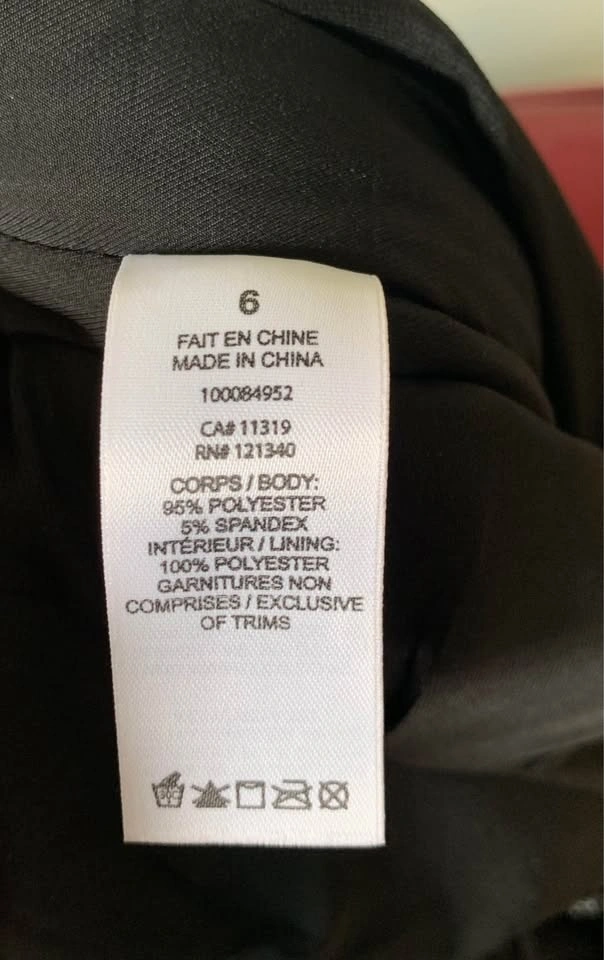 6
FAIT EN CHINE
MADE IN CHINA
100084952
CA# 11319
RN# 121340
CORPS / BODY:
95% POLYESTER
5% SPANDEX
INTÉRIEUR / LINING:
100% POLYESTER
GARNITURES NON
COMPRISES / EXCLUSIVE
OF TRIMS